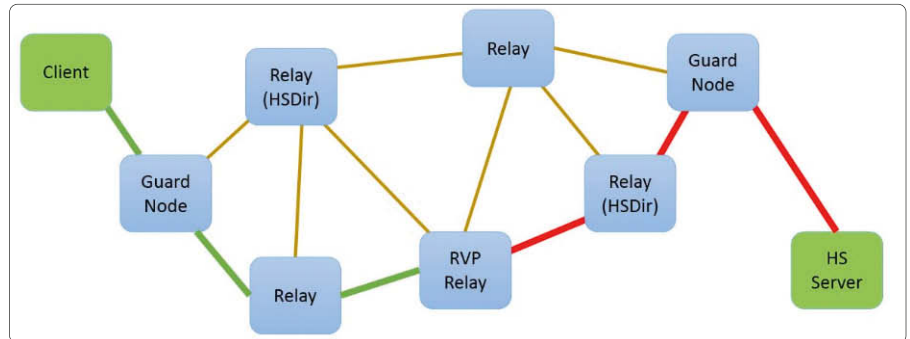 Client
Relay
(HSDir)
Relay
Guard
Node
Guard
Node
Relay
(HSDir)
Relay
RVP
Relay
HS
Server